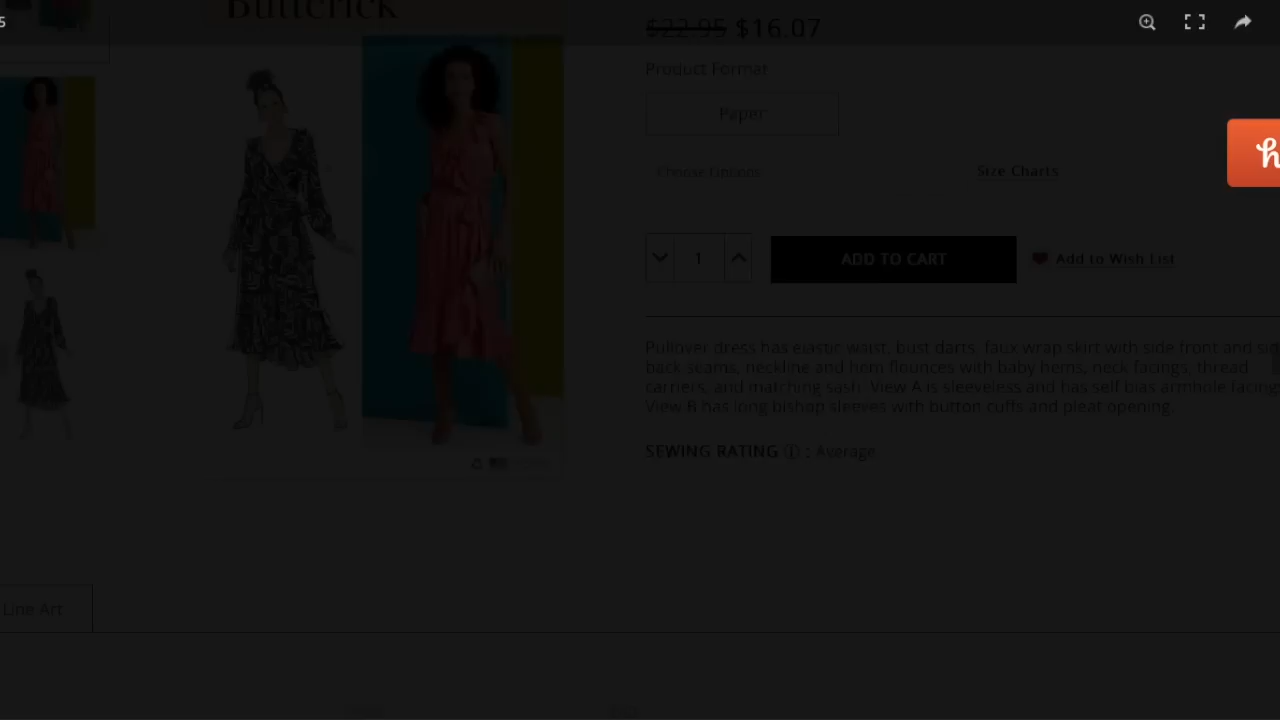 5
Butterick
$22.95 $16.07
Product Format
Paper
Choose Options
Size Charts
1
ADD TO CART
Add to Wish List
Pullover dress has elastic waist, bust darts, faux wrap skirt with side front and
back seams, neckline and hem flounces with baby hems, neck facings, thread
carriers, and matching sash. View A is sleeveless and has self bias armhole facing
View B has long bishop sleeves with button cuffs and pleat opening.
SEWING RATING ⓘ : Average
Line Art
h